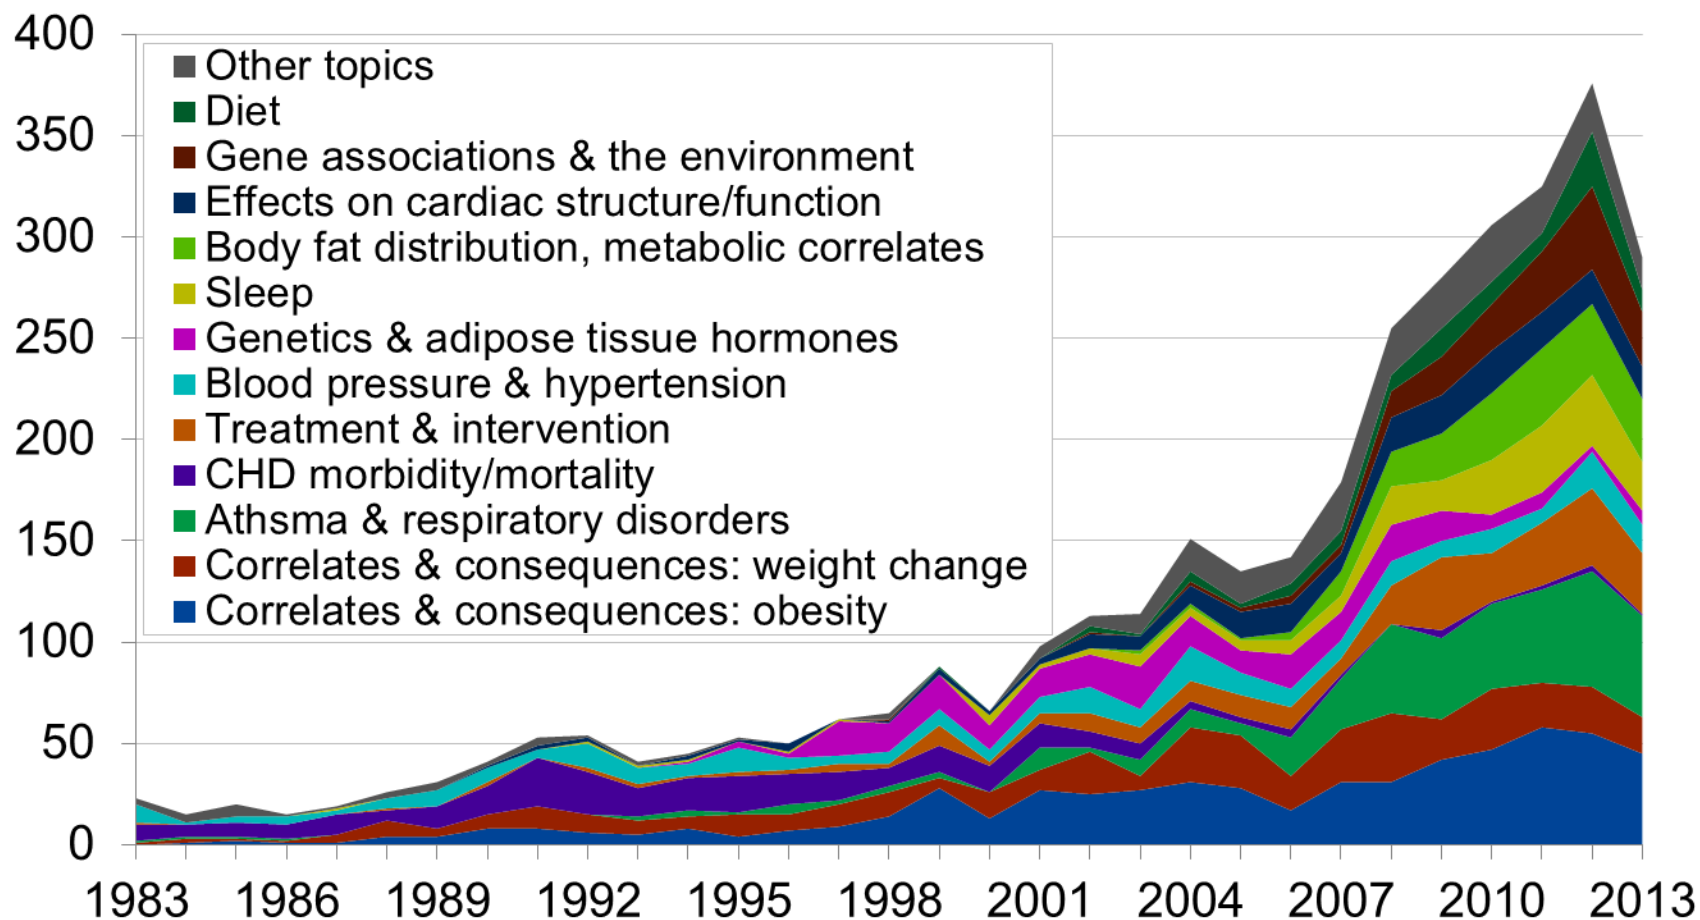 400
350
300
250
200
150
100
50
0
Other topics
Diet
Gene associations & the environment
Effects on cardiac structure/function
Body fat distribution, metabolic correlates
Sleep
Genetics & adipose tissue hormones
Blood pressure & hypertension
Treatment & intervention
CHD morbidity/mortality
Athsma & respiratory disorders
Correlates & consequences: weight change
Correlates & consequences: obesity
1983 1986 1989 1992 1995 1998 2001 2004 2007 2010 2013